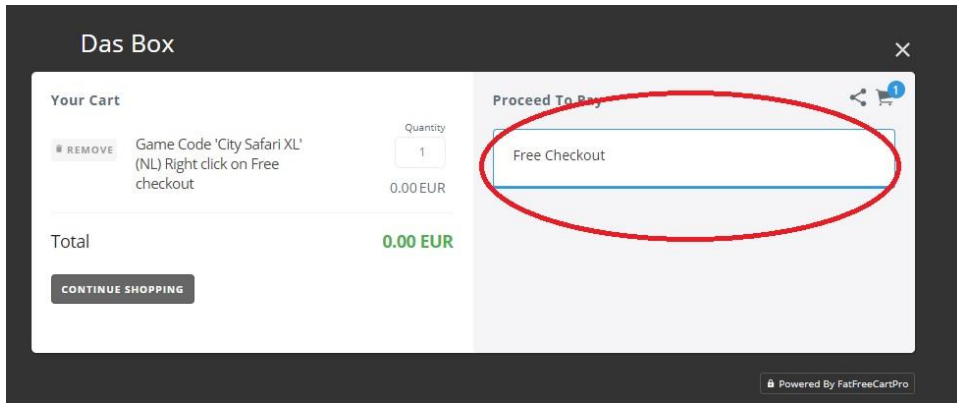 Das Box
Your Cart
REMOVE
Game Code 'City Safari XL'
(NL) Right click on Free
checkout
Quantity
1
0.00 EUR
Total
0.00 EUR
CONTINUE SHOPPING
Proceed To Pay
1
Free Checkout
Powered By FatFreeCartPro